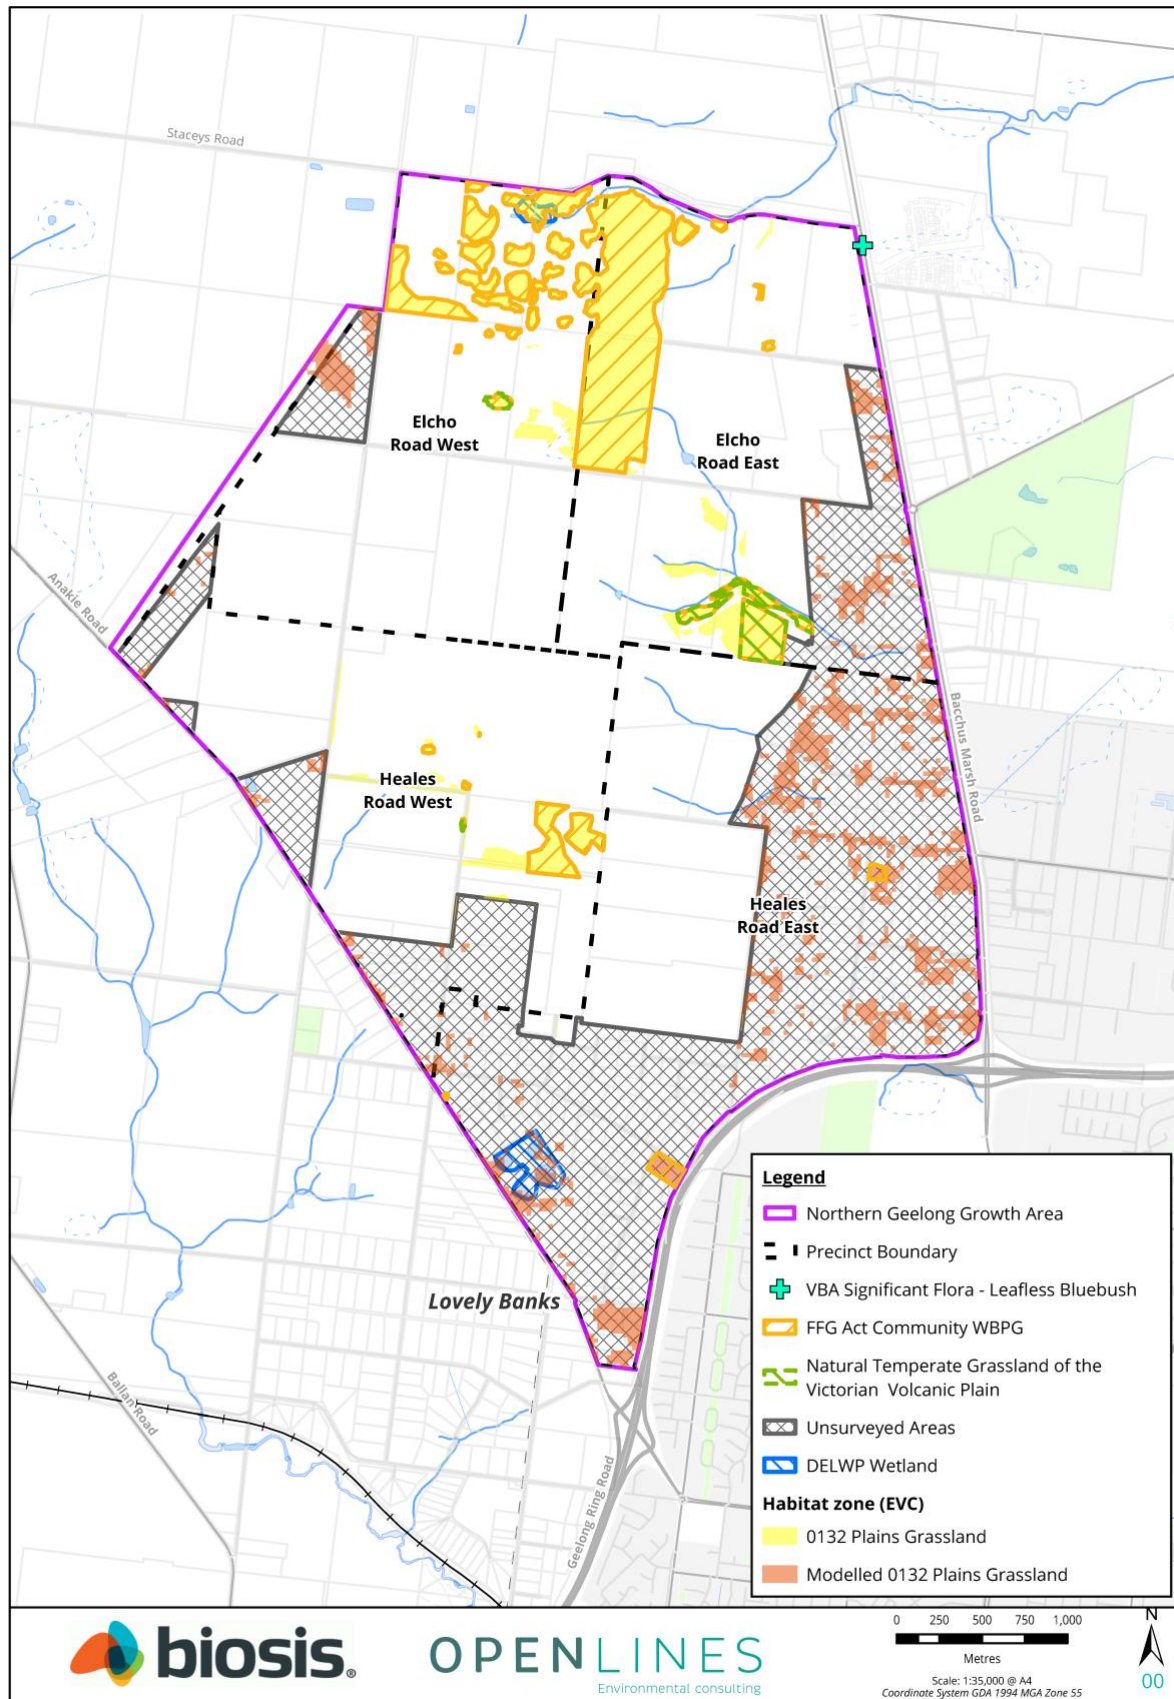 Staceys Road
Elcho
Road West
Elcho
Road East
Anakie Road
Bacchus Marsh Road
Heales
Road West
Heales
Road East
Lovely Banks
Ballan Road
Geelong Ring Road
Legend
Northern Geelong Growth Area
Precinct Boundary
VBA Significant Flora - Leafless Bluebush
FFG Act Community WBPG
Natural Temperate Grassland of the
Victorian Volcanic Plain
Unsurveyed Areas
DELWP Wetland
Habitat zone (EVC)
0132 Plains Grassland
Modelled 0132 Plains Grassland
biosis®
OPENLINES
Environmental consulting
0 250 500 750 1,000
Metres
Scale: 1:35,000 @ A4
Coordinate System GDA 1994 MGA Zone 55
N
00